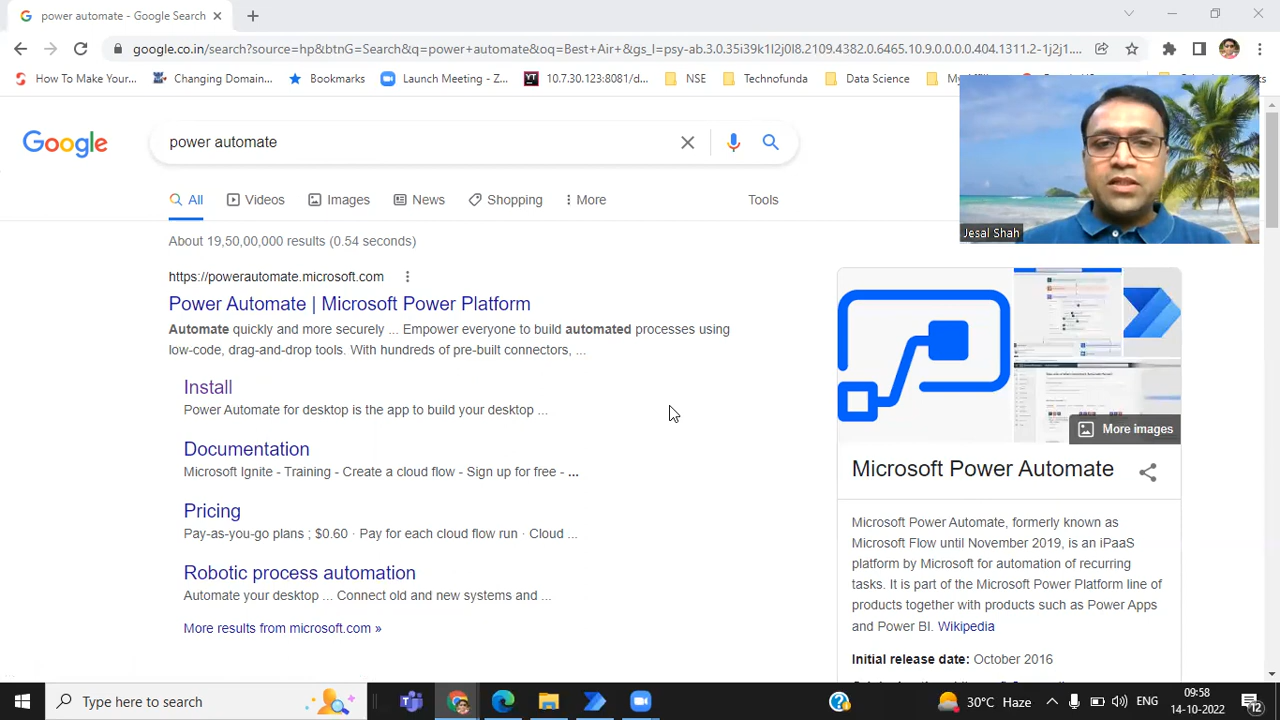 power automate - Google Search
google.co.in/search?source=hp&btnG=Search&q=power+automate&oq=Best+Air+&gs_l=psy-ab.3.0.35i39k1l2j0l8.2109.4382.0.6465.10.9.0.0.0.0.404.1311.2-1j2j1....
How To Make Your... Changing Domain... Bookmarks Launch Meeting - Z... 10.7.30.123:8081/d... NSE Technofunda Data Science
Google
power automate
All Videos Images News Shopping More Tools
Jesal Shah
About 19,50,00,000 results (0.54 seconds)
https://powerautomate.microsoft.com
Power Automate | Microsoft Power Platform
Automate quickly and more securely ... Empower everyone to build automated processes using
low-code, drag-and-drop tools. With hundreds of pre-built connectors, ...
Install
Power Automate for desktop ... app to build your desktop ...
Documentation
Microsoft Ignite - Training - Create a cloud flow - Sign up for free - ...
Pricing
Pay-as-you-go plans ; $0.60 · Pay for each cloud flow run · Cloud ...
Robotic process automation
Automate your desktop ... Connect old and new systems and ...
More results from microsoft.com »
More images
Microsoft Power Automate
Microsoft Power Automate, formerly known as
Microsoft Flow until November 2019, is an iPaaS
platform by Microsoft for automation of recurring
tasks. It is part of the Microsoft Power Platform line of
products together with products such as Power Apps
and Power BI. Wikipedia
Initial release date: October 2016
Type here to search
30°C Haze
ENG
09:58
14-10-2022
12